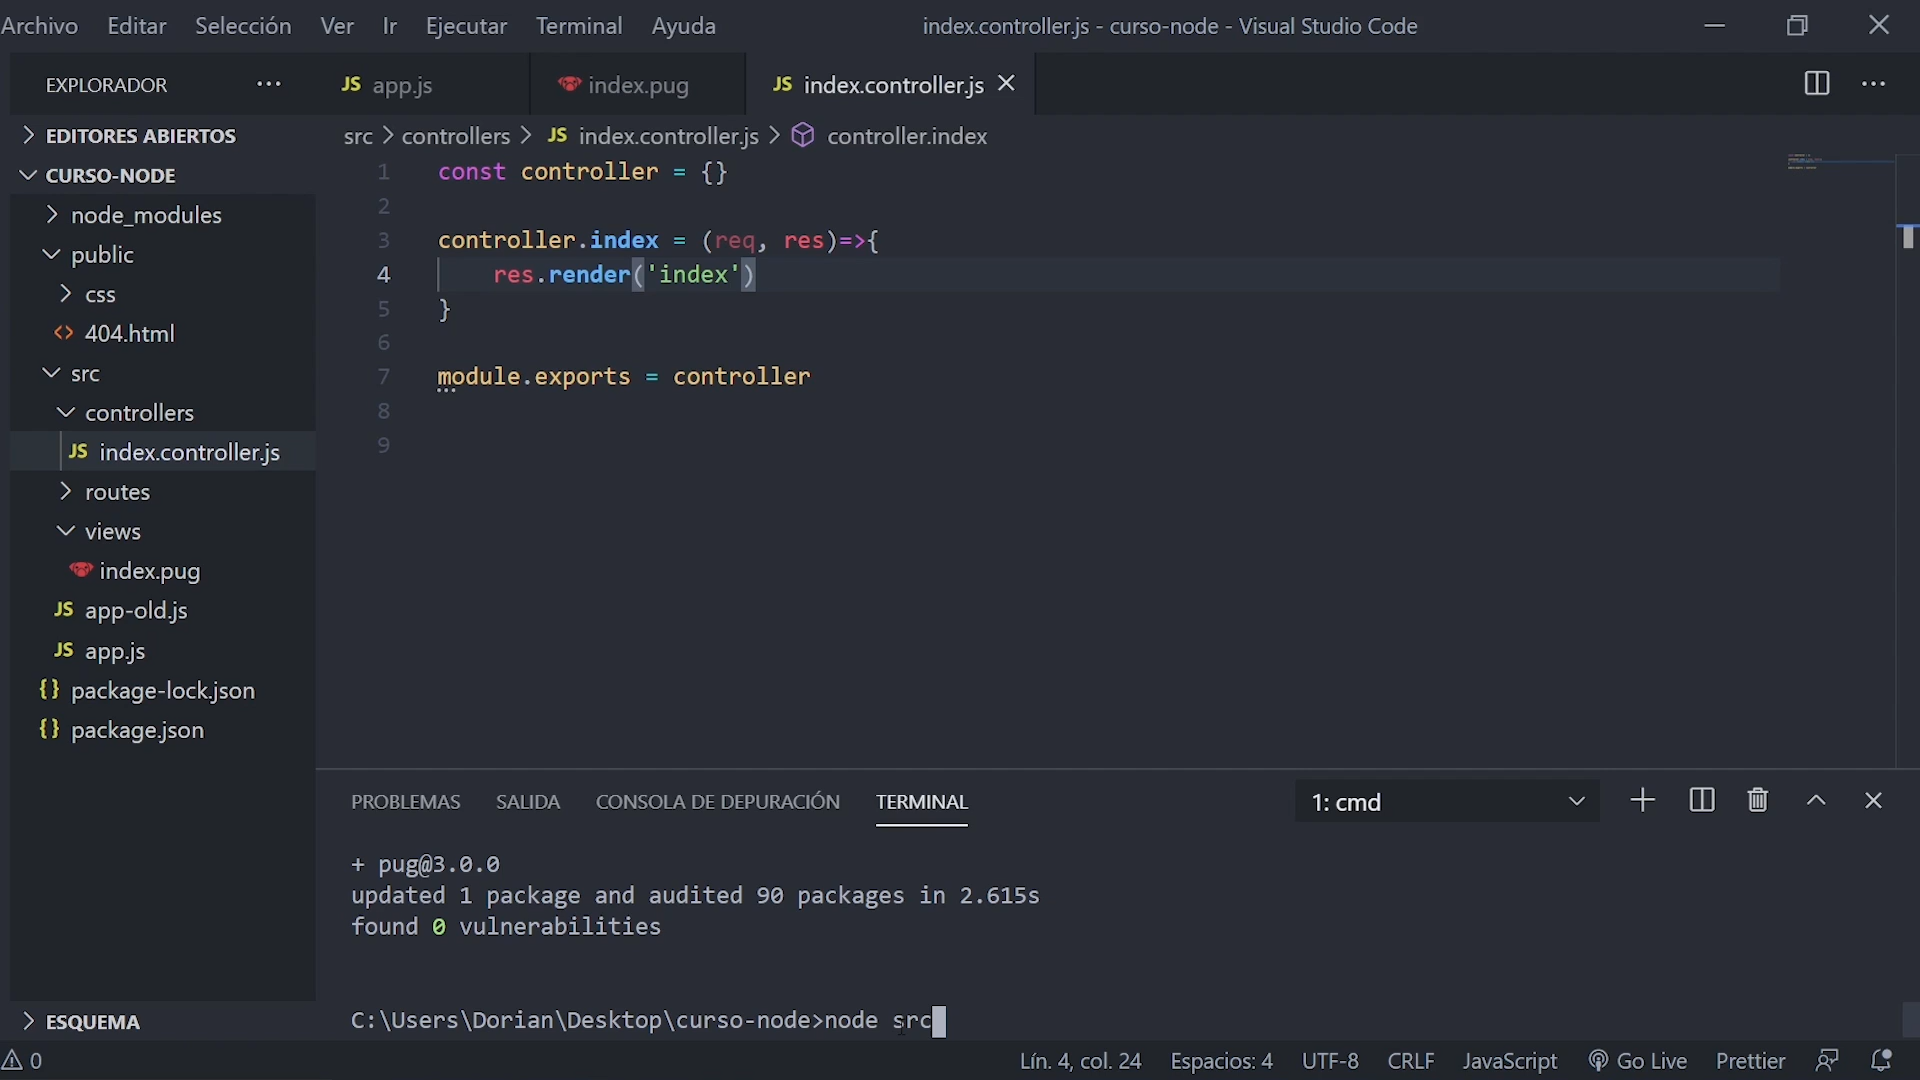 Archivo Editar Selección Ver Ir Ejecutar Terminal Ayuda index.controller.js - curso-node - Visual Studio Code
EXPLORADOR
JS app.js
index.pug
JS index.controller.js
EDITORES ABIERTOS
CURSO-NODE
node_modules
public
css
<> 404.html
src
controllers
JS index.controller.js
routes
views
index.pug
JS app-old.js
JS app.js
{} package-lock.json
{} package.json
ESQUEMA
src > controllers > JS index.controller.js > controller.index
1 const controller = {}
2
3 controller.index = (req, res)=>{
4 res.render('index')
5 }
6
7 module.exports = controller
8
9
PROBLEMAS SALIDA CONSOLA DE DEPURACIÓN TERMINAL 1: cmd
+ pug@3.0.0
updated 1 package and audited 90 packages in 2.615s
found 0 vulnerabilities
C:\Users\Dorian\Desktop\curso-node>node src
0 Lín. 4, col. 24 Espacios: 4 UTF-8 CRLF JavaScript Go Live Prettier